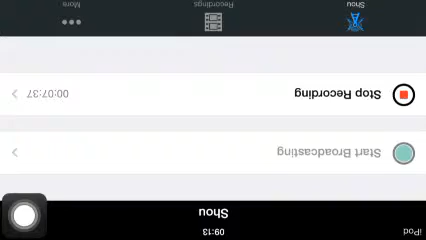 iPod 09:13
Shou
Start Broadcasting
Stop Recording 00:07:37
Shou Recordings More